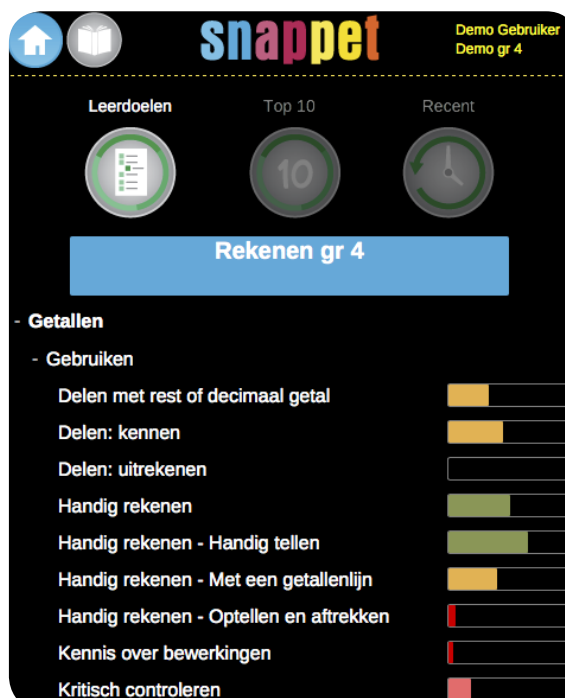 snappet
Demo Gebruiker
Demo gr 4
Leerdoelen
Top 10
Recent
10
Rekenen gr 4
- Getallen
- Gebruiken
Delen met rest of decimaal getal
Delen: kennen
Delen: uitrekenen
Handig rekenen
Handig rekenen - Handig tellen
Handig rekenen - Met een getallenlijn
Handig rekenen - Optellen en aftrekken
Kennis over bewerkingen
Kritisch controleren